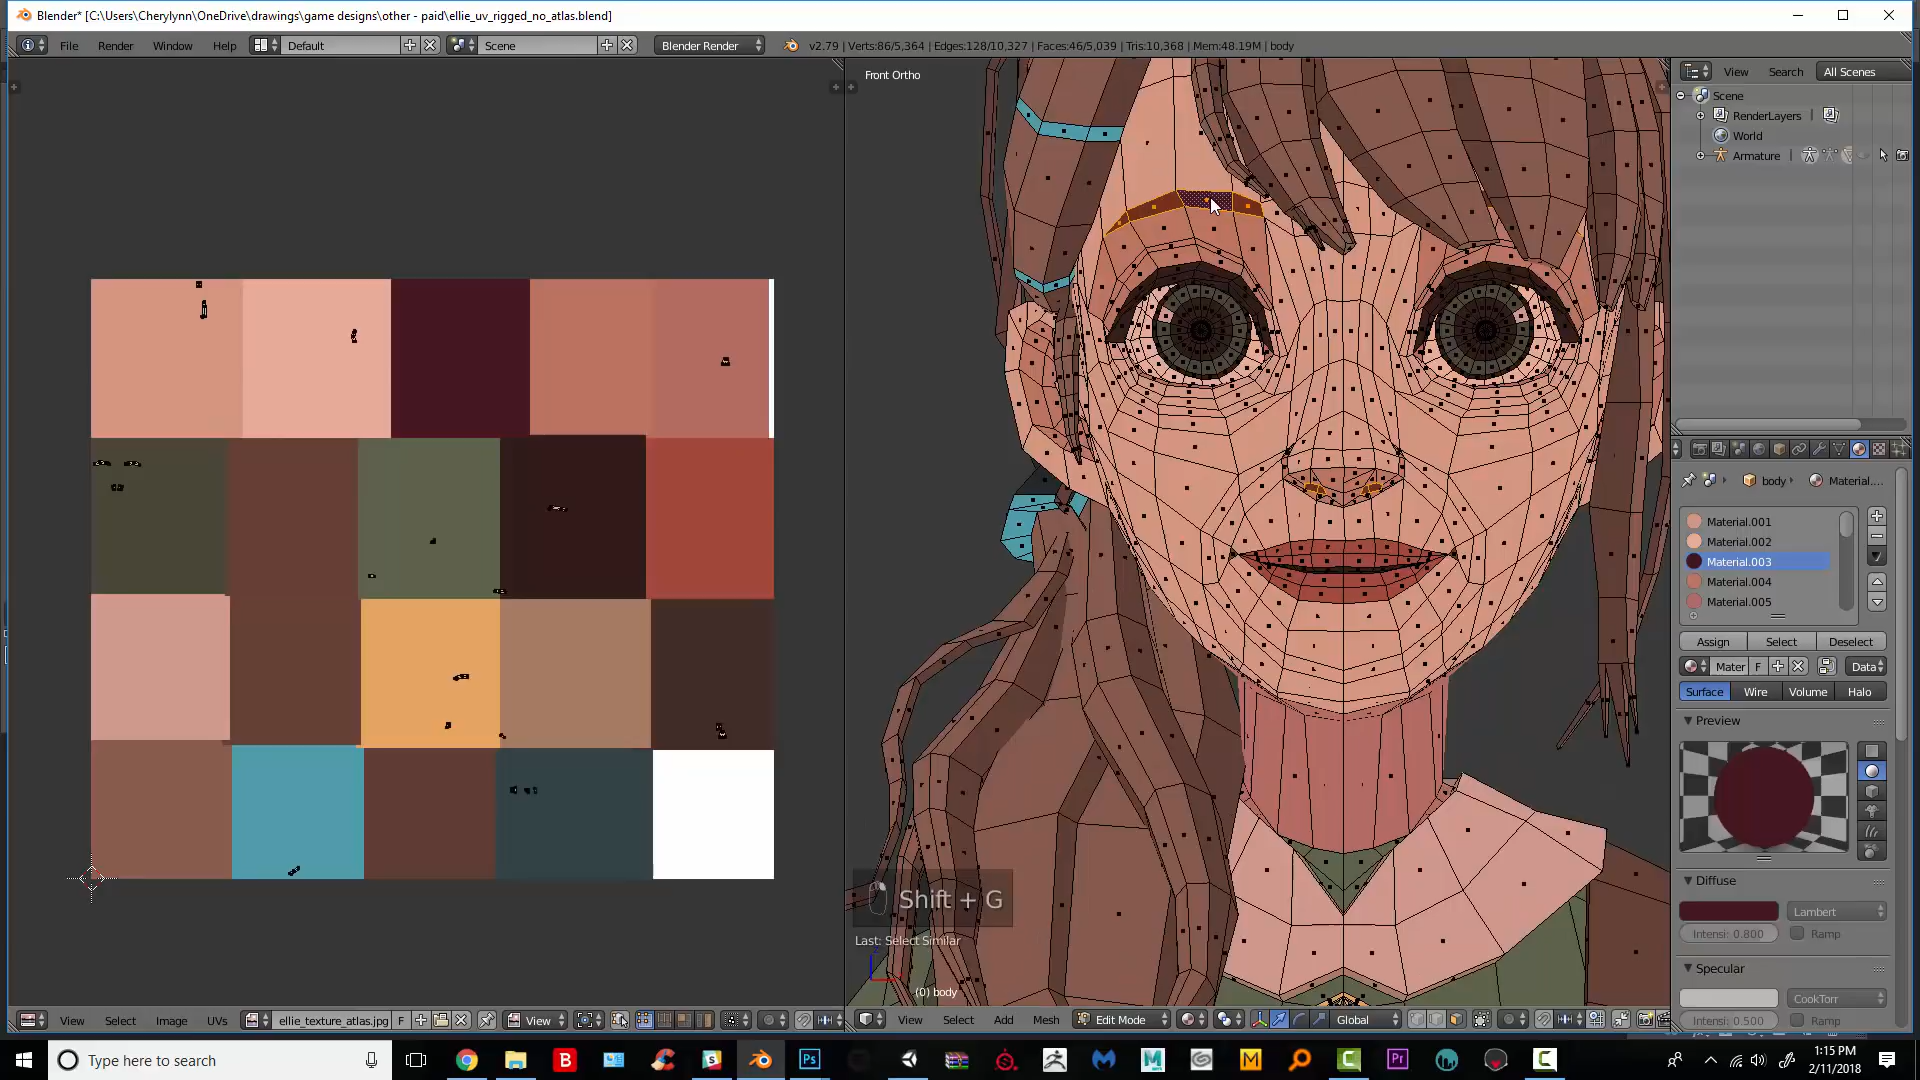 Blender* [C:\Users\Cherylynn\OneDrive\drawings\game designs\other - paid\ellie_uv_rigged_no_atlas.blend]
File Render Window Help Default Scene Blender Render v2.79 | Verts:86/5,364 | Edges:128/10,327 | Faces:46/5,039 | Tris:10,368 | Mem:48.19M | body
Front Ortho
View Search All Scenes
Scene
RenderLayers
World
Armature
body Material....
Material.001
Material.002
Material.003
Material.004
Material.005
Assign Select Deselect
Mater F Data
Surface Wire Volume Halo
Preview
Diffuse
Lambert
Intensi: 0.800 Ramp
Specular
CookTorr
Intensi: 0.500 Ramp
Shift + G
Last: Select Similar
(0) body
View Select Image UVs ellie_texture_atlas.jpg F View
View Select Add Mesh Edit Mode Global
Type here to search
1:15 PM
2/11/2018